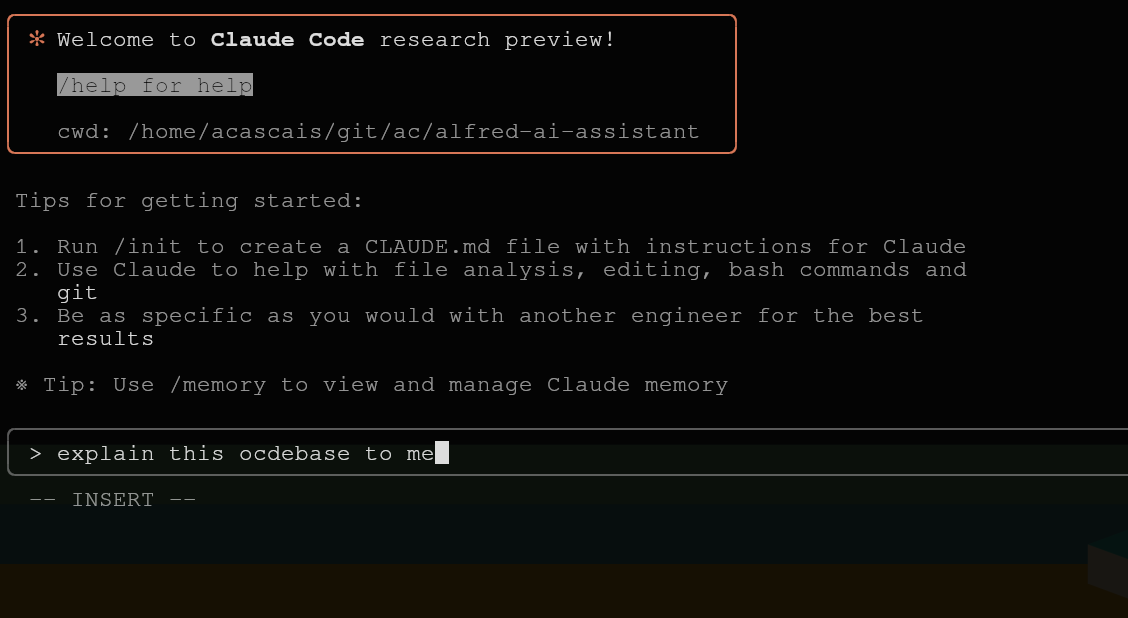 ✻ Welcome to Claude Code research preview!
/help for help
cwd: /home/acascais/git/ac/alfred-ai-assistant
Tips for getting started:
1. Run /init to create a CLAUDE.md file with instructions for Claude
2. Use Claude to help with file analysis, editing, bash commands and
git
3. Be as specific as you would with another engineer for the best
results
※ Tip: Use /memory to view and manage Claude memory
> explain this ocdebase to me
-- INSERT --